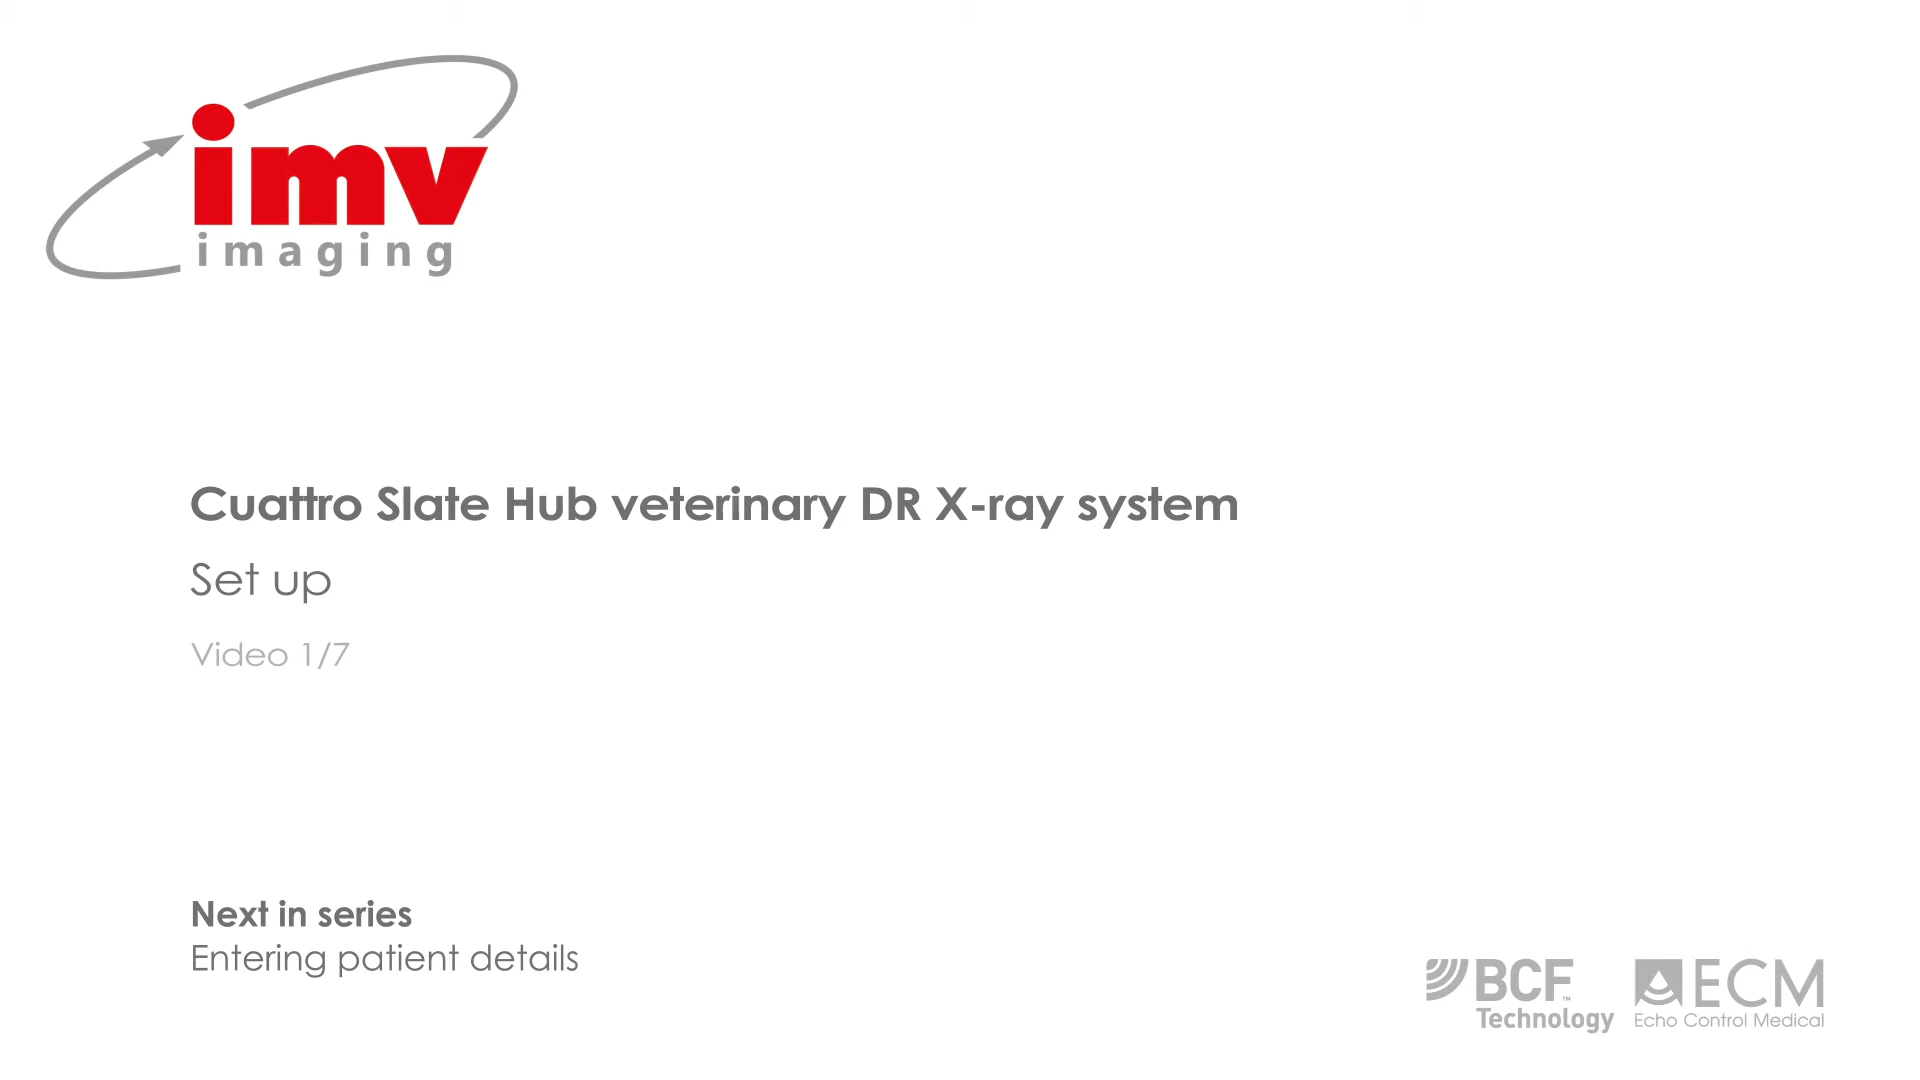 imv
imaging
Cuattro Slate Hub veterinary DR X-ray system
Set up
Video 1/7
Next in series
Entering patient details
BCF™
Technology
ECM
Echo Control Medical